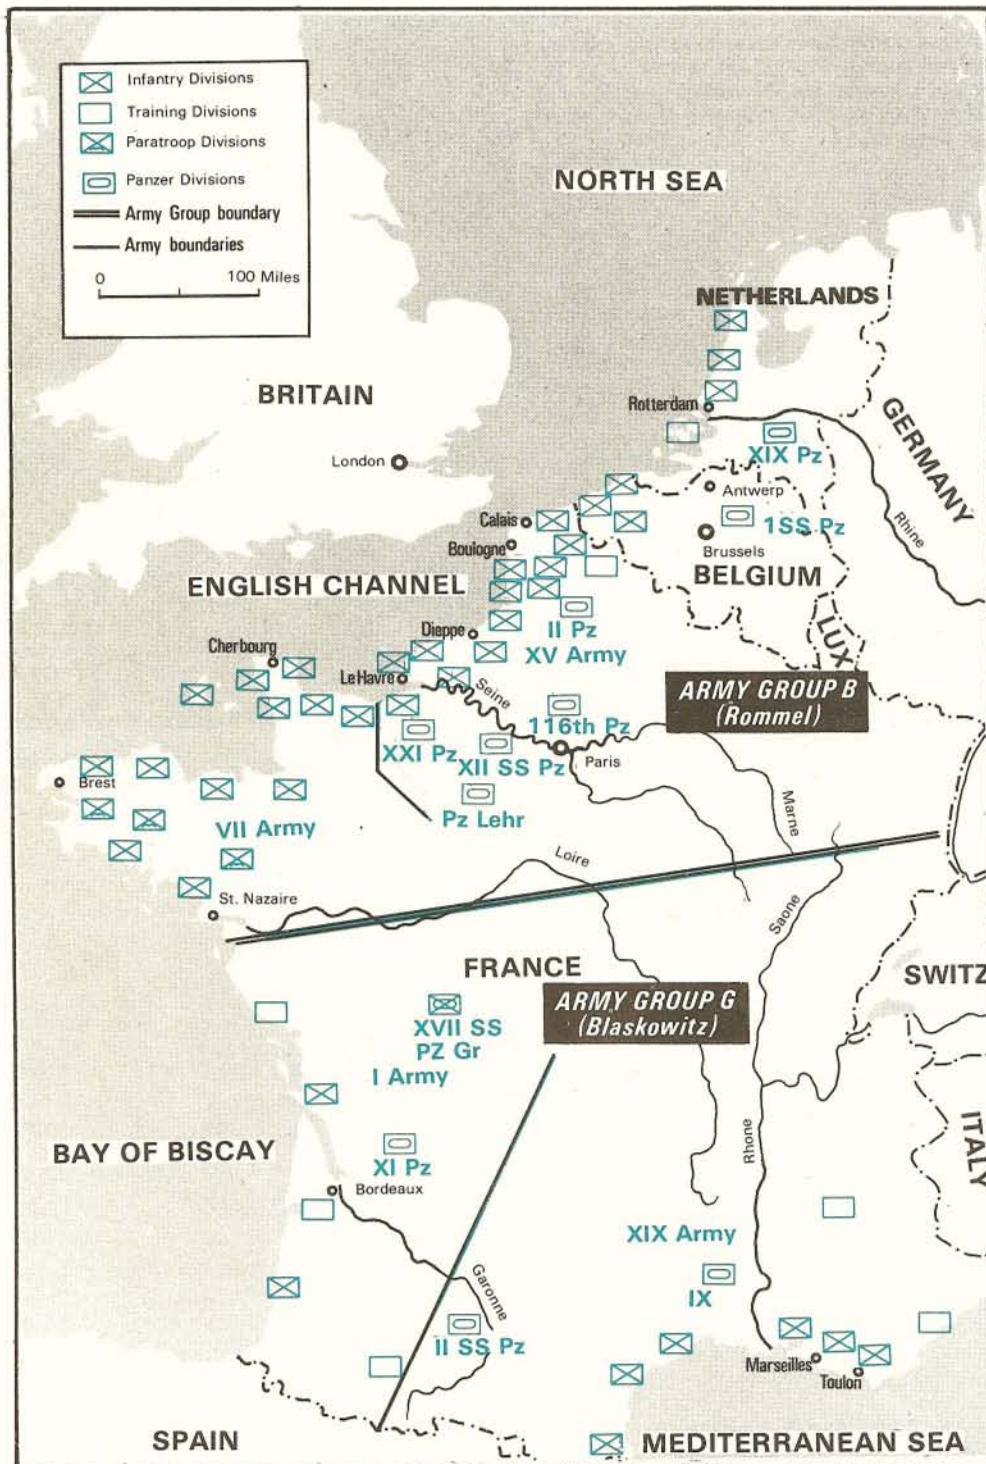 Infantry Divisions
Training Divisions
Paratroop Divisions
Panzer Divisions
Army Group boundary
Army boundaries
0 100 Miles
NORTH SEA
NETHERLANDS
BRITAIN
Rotterdam
GERMANY
XIX Pz
London
Antwerp
Calais
1SS Pz
Rhine
Boulogne
Brussels
ENGLISH CHANNEL
BELGIUM
Dieppe
II Pz
LUX
Cherbourg
XV Army
Le Havre
Seine
ARMY GROUP B
(Rommel)
116th Pz
XXI Pz
XII SS Pz
Paris
Brest
Marne
Pz Lehr
VII Army
Loire
St. Nazaire
Saone
FRANCE
SWITZ
ARMY GROUP G
(Blaskowitz)
XVII SS
PZ Gr
I Army
ITALY
BAY OF BISCAY
Rhone
XI Pz
Bordeaux
XIX Army
Garonne
IX
II SS Pz
Marseilles
Toulon
SPAIN
MEDITERRANEAN SEA